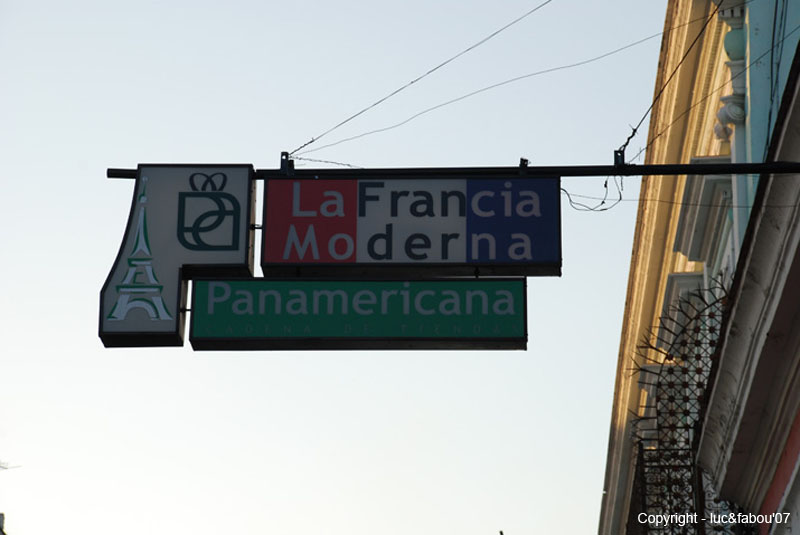 La Francia
Moderna
Panamericana
CADENA DE TIENDAS
Copyright - luc&fabou'07